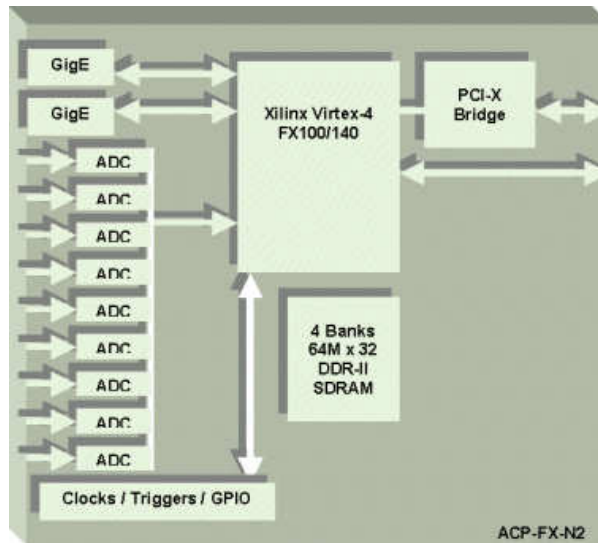 GigE
GigE
Xilinx Virtex-4
FX100/140
PCI-X
Bridge
ADC
ADC
ADC
ADC
ADC
ADC
ADC
ADC
ADC
4 Banks
64M x 32
DDR-II
SDRAM
Clocks / Triggers / GPIO
ACP-FX-N2